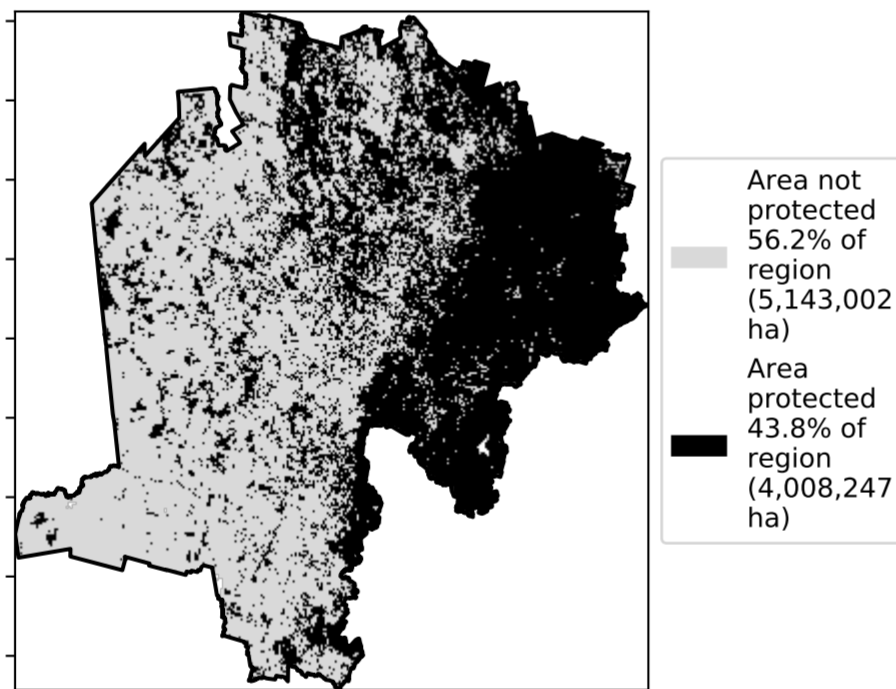 Area not
protected
56.2% of
region
(5,143,002
ha)
Area
protected
43.8% of
region
(4,008,247
ha)